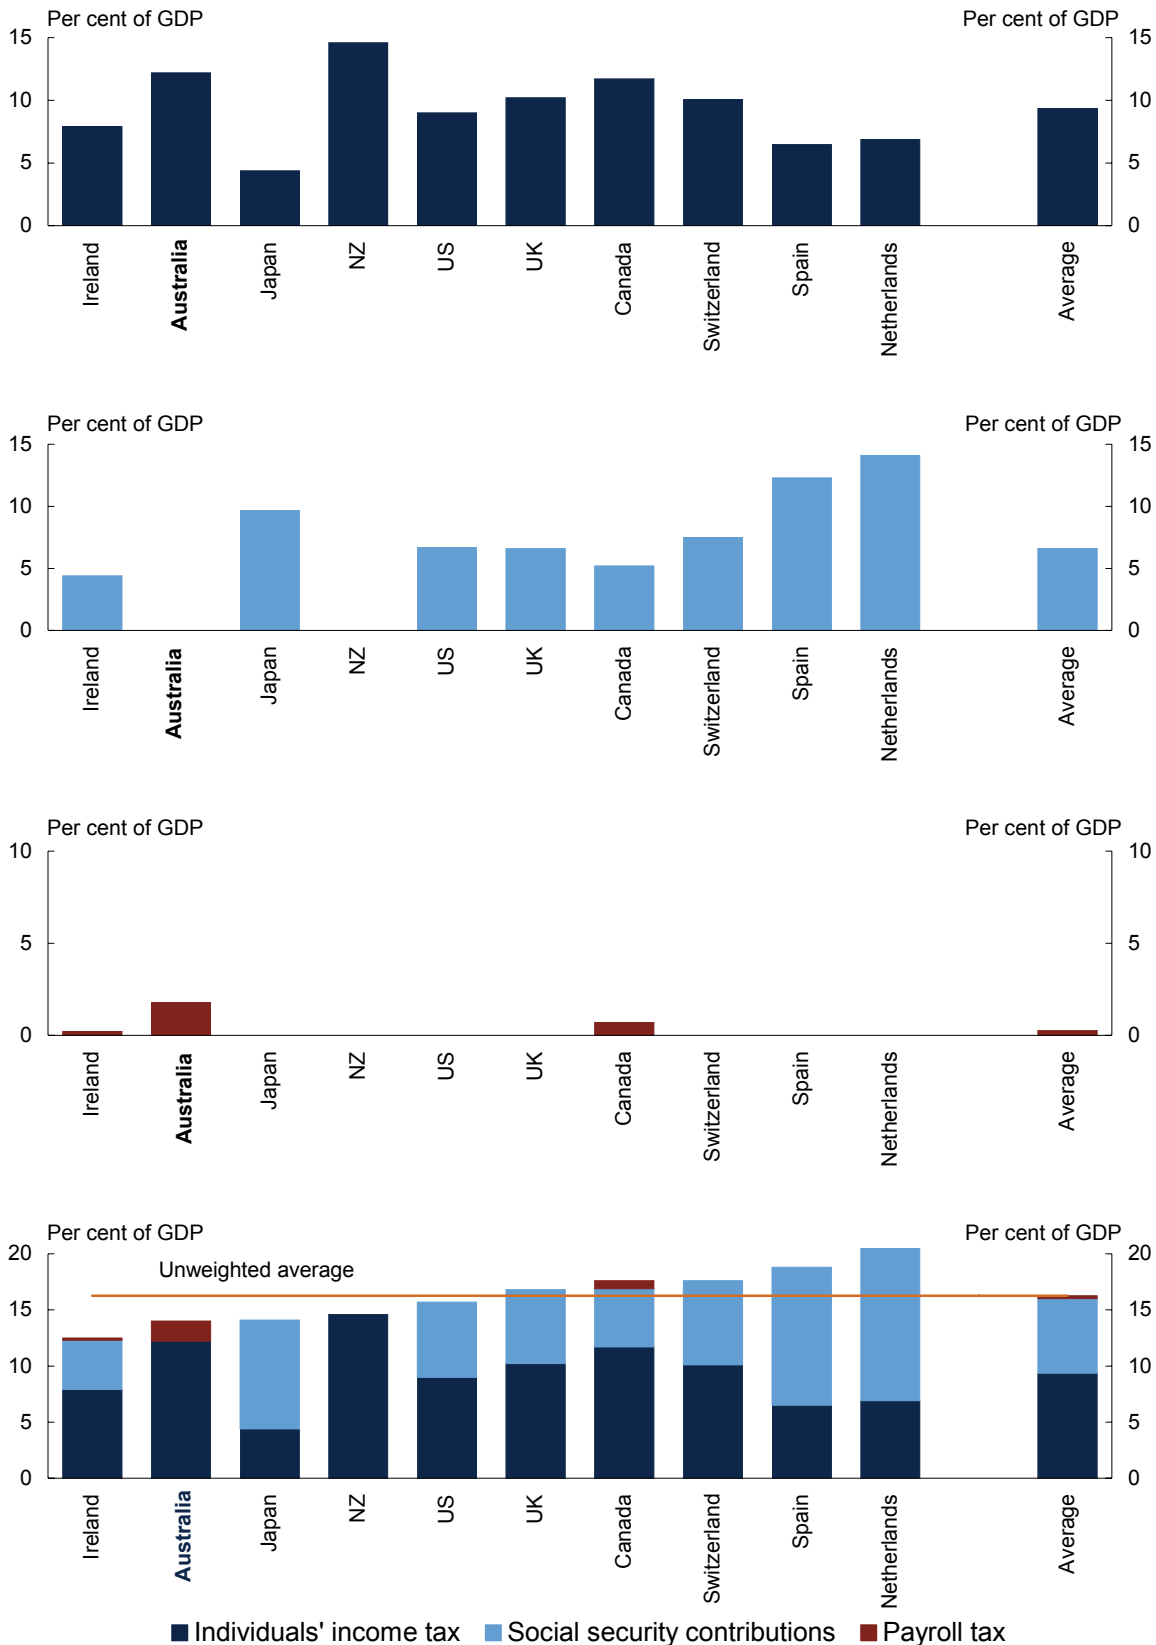 Per cent of GDP Per cent of GDP
15 15
10 10
5 5
0 0
Ireland Australia Japan NZ US UK Canada Switzerland Spain Netherlands Average
Per cent of GDP Per cent of GDP
15 15
10 10
5 5
0 0
Ireland Australia Japan NZ US UK Canada Switzerland Spain Netherlands Average
Per cent of GDP Per cent of GDP
10 10
5 5
0 0
Ireland Australia Japan NZ US UK Canada Switzerland Spain Netherlands Average
Per cent of GDP Per cent of GDP
20 20
Unweighted average
15 15
10 10
5 5
0 0
Ireland Australia Japan NZ US UK Canada Switzerland Spain Netherlands Average
Individuals' income tax Social security contributions Payroll tax